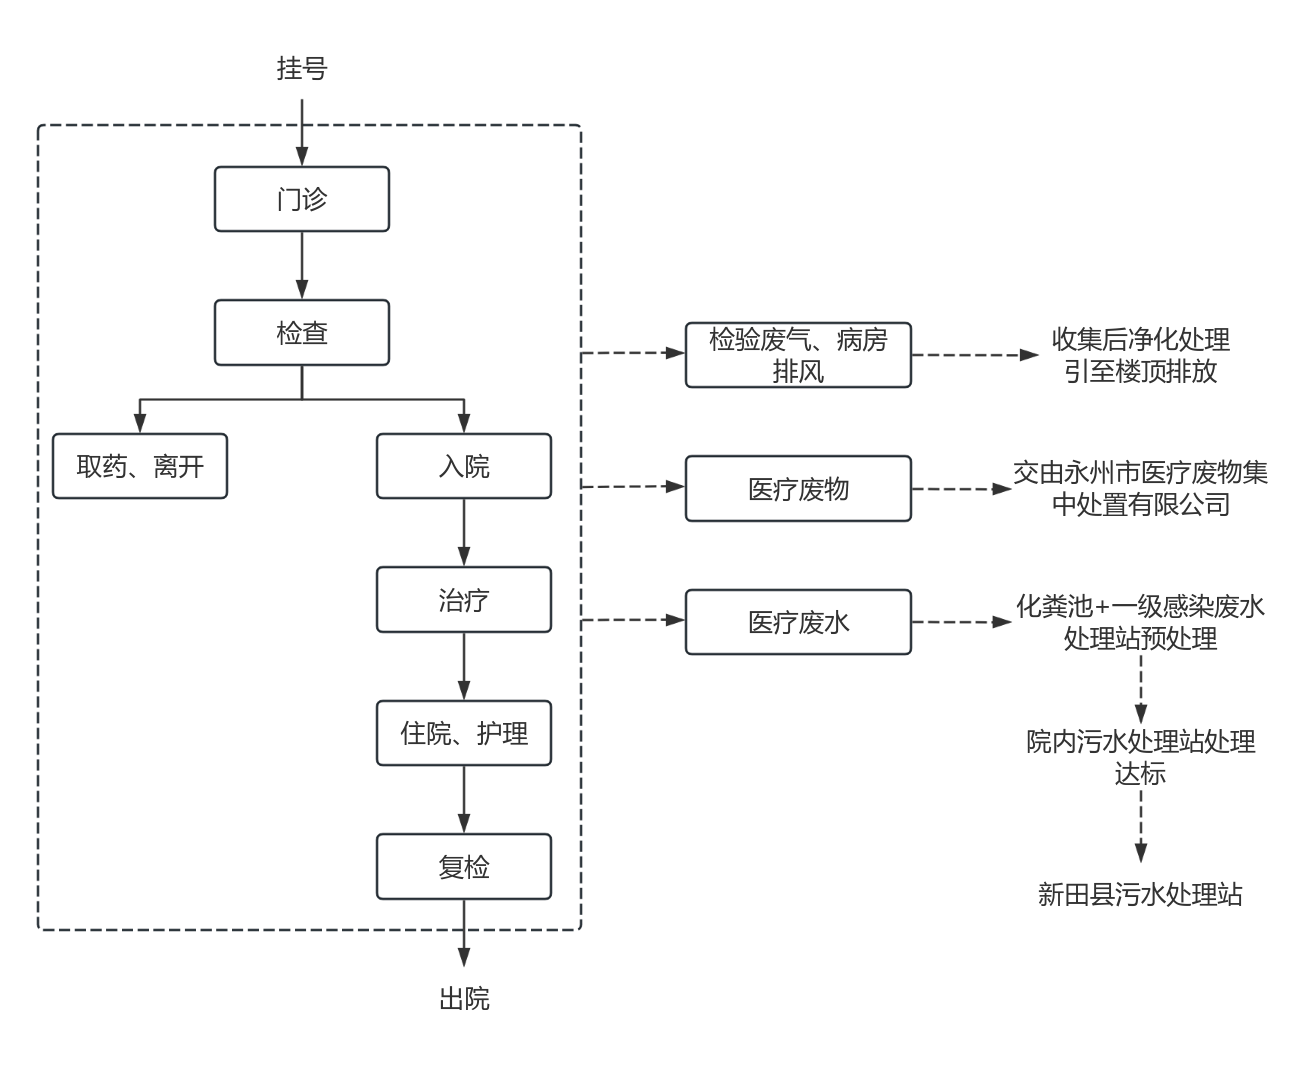 挂号
门诊
检查
取药、离开
入院
治疗
住院、护理
复检
出院
检验废气、病房
排风
收集后净化处理
引至楼顶排放
医疗废物
交由永州市医疗废物集
中处置有限公司
医疗废水
化粪池+一级感染废水
处理站预处理
院内污水处理站处理
达标
新田县污水处理站